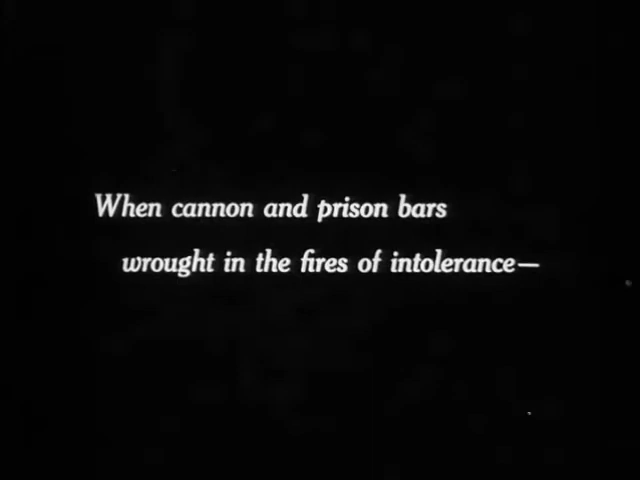 When cannon and prison bars
wrought in the fires of intolerance—